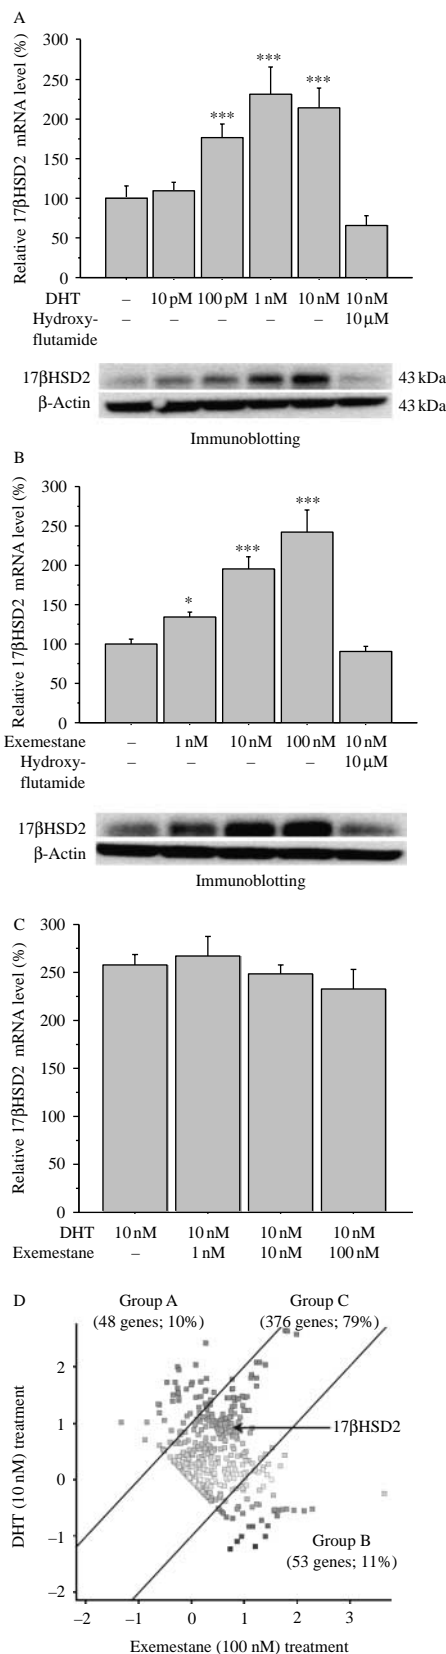 A
Relative 17βHSD2 mRNA level (%)
300
250
200
150
100
50
0
*** *** ***
DHT – 10 pM 100 pM 1 nM 10 nM 10 nM
Hydroxy- – – – – – 10 μM
flutamide
17βHSD2 43 kDa
β-Actin 43 kDa
Immunoblotting
B
Relative 17βHSD2 mRNA level (%)
300
250
200
150
100
50
0
* *** ***
Exemestane – 1 nM 10 nM 100 nM 10 nM
Hydroxy- – – – – 10 μM
flutamide
17βHSD2
β-Actin
Immunoblotting
C
Relative 17βHSD2 mRNA level (%)
300
250
200
150
100
50
0
DHT 10 nM 10 nM 10 nM 10 nM
Exemestane – 1 nM 10 nM 100 nM
D
Group A Group C
(48 genes; 10%) (376 genes; 79%)
DHT (10 nM) treatment
2
1
0
–1
–2
17βHSD2
Group B
(53 genes; 11%)
–2 –1 0 1 2 3
Exemestane (100 nM) treatment